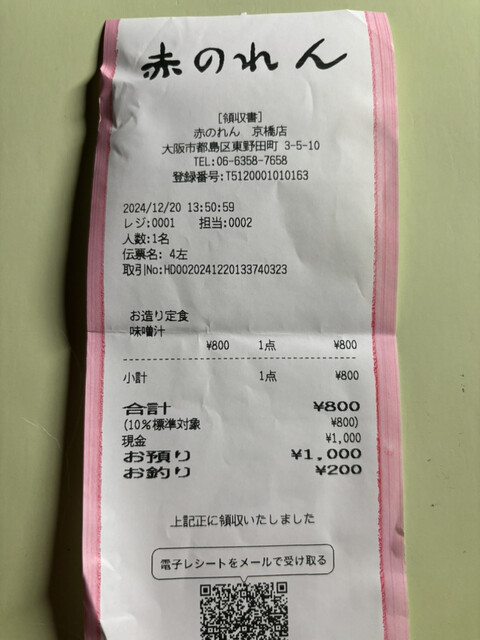 赤のれん
[領収書]
赤のれん 京橋店
大阪市都島区東野田町 3-5-10
TEL:06-6358-7658
登録番号:T5120001010163
2024/12/20 13:50:59
レジ:0001 担当:0002
人数:1名
伝票名: 4左
取引No:HD0020241220133740323
お造り定食
味噌汁
¥800 1点 ¥800
小計 1点 ¥800
合計 ¥800
(10%標準対象 ¥800)
現金 ¥1,000
お預り ¥1,000
お釣り ¥200
上記正に領収いたしました
電子レシートをメールで受け取る